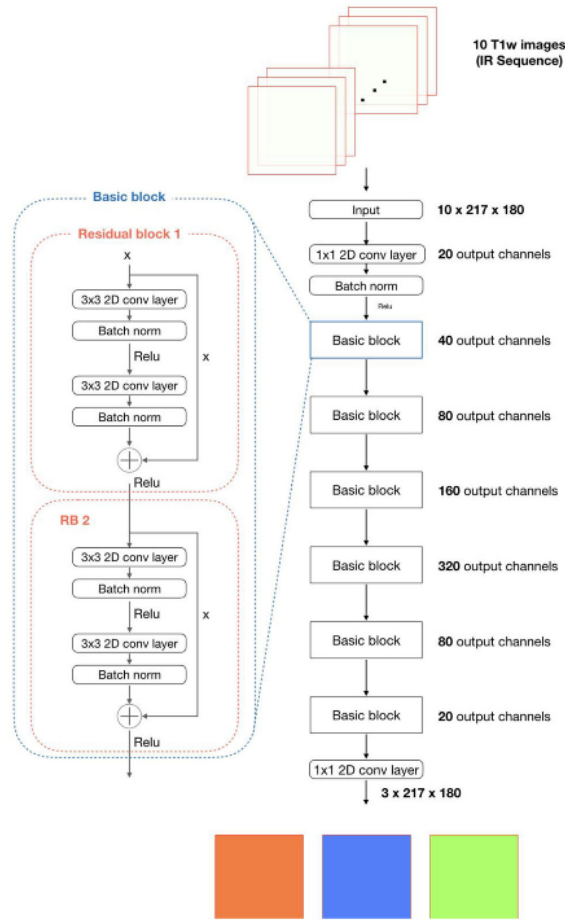 10 T1w images
(IR Sequence)
Input
10 x 217 x 180
1x1 2D conv layer
20 output channels
Batch norm
Relu
Basic block
40 output channels
Basic block
80 output channels
Basic block
160 output channels
Basic block
320 output channels
Basic block
80 output channels
Basic block
20 output channels
1x1 2D conv layer
3 x 217 x 180
Basic block
Residual block 1
x
3x3 2D conv layer
Batch norm
Relu
x
3x3 2D conv layer
Batch norm
Relu
RB 2
3x3 2D conv layer
Batch norm
Relu
x
3x3 2D conv layer
Batch norm
Relu